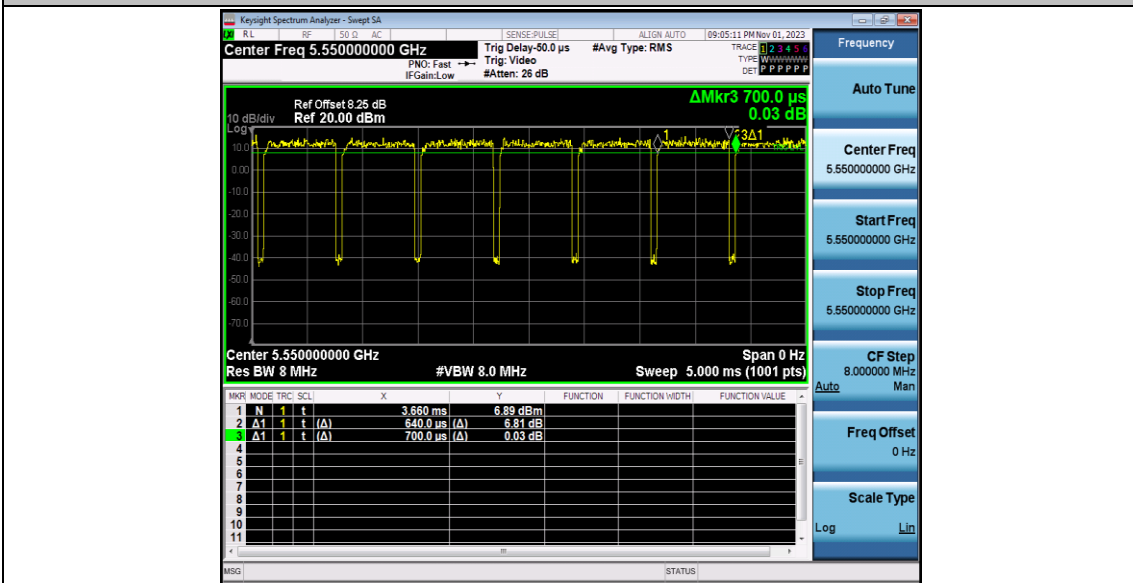 Keysight Spectrum Analyzer - Swept SA
RL RF 50 Ω AC SENSE:PULSE ALIGN AUTO 09:05:11 PM Nov 01, 2023
Center Freq 5.550000000 GHz
PNO: Fast
IFGain:Low
Trig Delay-50.0 µs
Trig: Video
#Atten: 26 dB
#Avg Type: RMS
TRACE 1 2 3 4 5 6
TYPE WWWWWW
DET P P P P P P
ΔMkr3 700.0 µs
0.03 dB
Ref Offset 8.25 dB
10 dB/div Ref 20.00 dBm
Log
10.0
0.00
-10.0
-20.0
-30.0
-40.0
-50.0
-60.0
-70.0
1
3Δ1
Center 5.550000000 GHz Span 0 Hz
Res BW 8 MHz #VBW 8.0 MHz Sweep 5.000 ms (1001 pts)
MKR MODE TRC SCL X Y FUNCTION FUNCTION WIDTH FUNCTION VALUE
1 N 1 t 3.660 ms 6.89 dBm
2 Δ1 1 t (Δ) 640.0 µs (Δ) 6.81 dB
3 Δ1 1 t (Δ) 700.0 µs (Δ) 0.03 dB
4
5
6
7
8
9
10
11
MSG STATUS
Frequency
Auto Tune
Center Freq
5.550000000 GHz
Start Freq
5.550000000 GHz
Stop Freq
5.550000000 GHz
CF Step
8.000000 MHz
Auto Man
Freq Offset
0 Hz
Scale Type
Log Lin